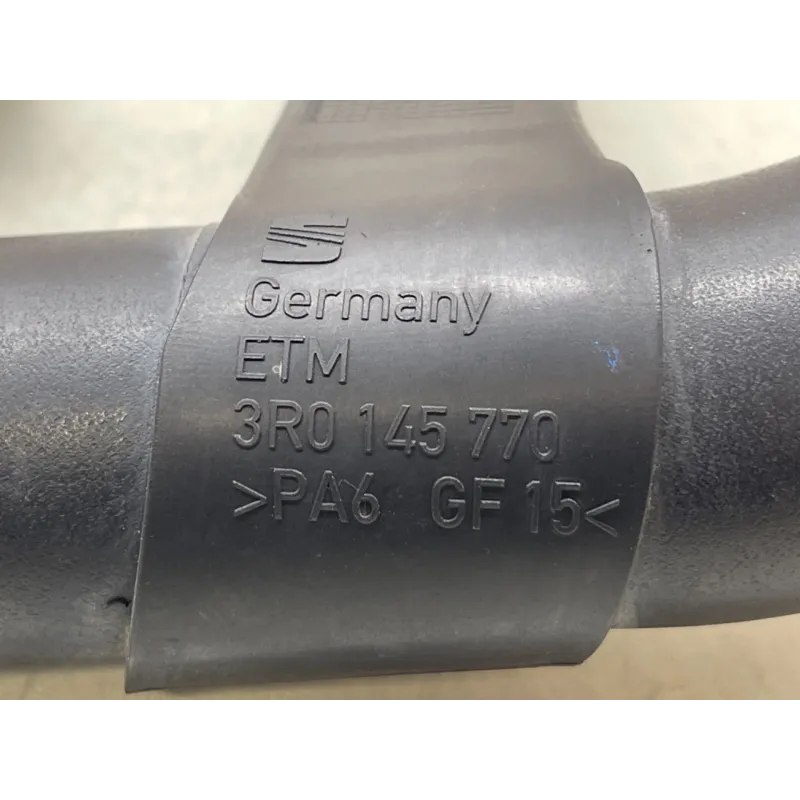 Germany
ETM
3R0 145 770
>PA6 GF 15<